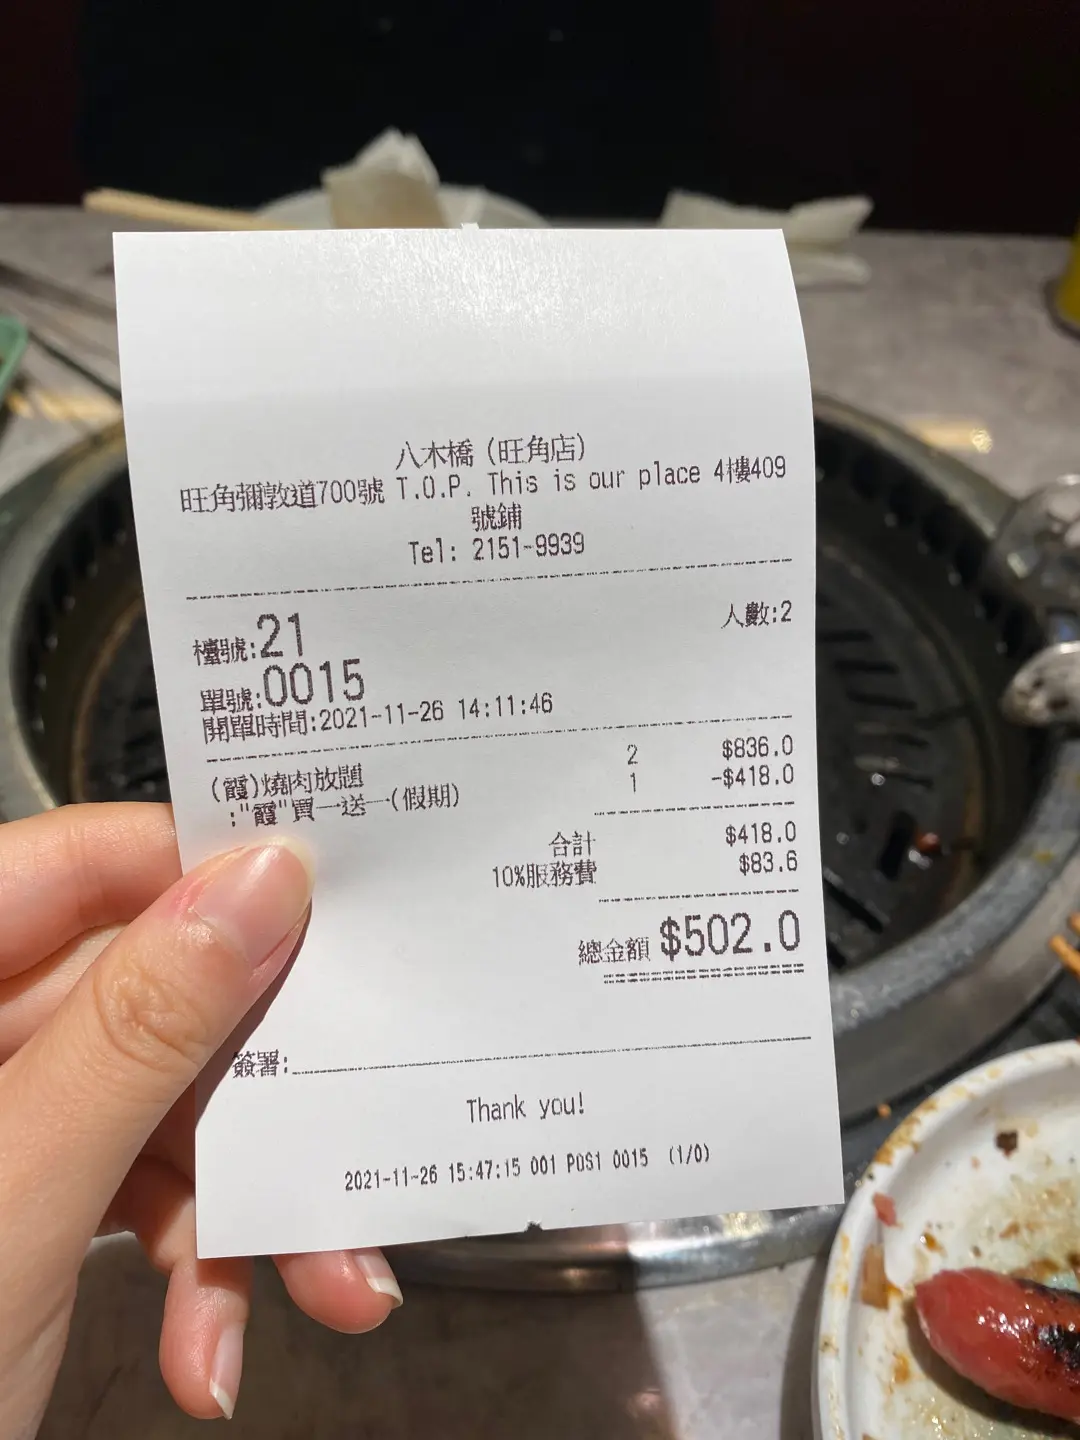 八木橋 (旺角店)
旺角彌敦道700號 T.O.P. This is our place 4樓409
號鋪
Tel: 2151-9939
檯號:21 人數:2
單號:0015
開單時間:2021-11-26 14:11:46
(霞)燒肉放題 2 $836.0
:"霞"買一送一(假期) 1 -$418.0
合計 $418.0
10%服務費 $83.6
總金額 $502.0
簽署:
Thank you!
2021-11-26 15:47:15 001 POS1 0015 (1/0)